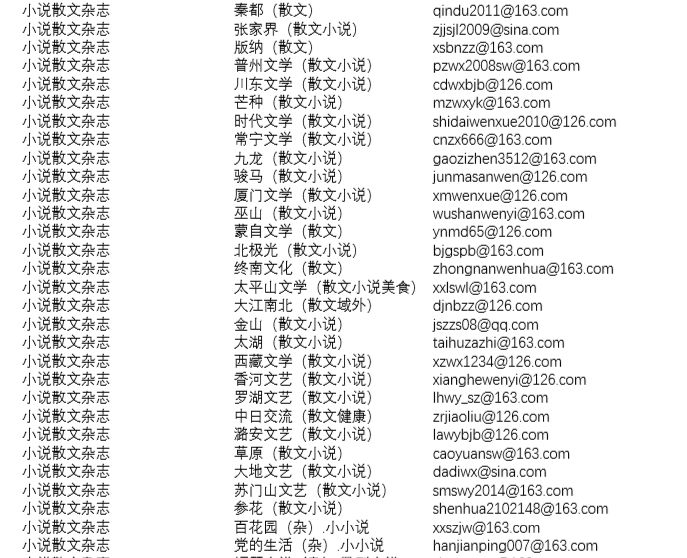 小说散文杂志 秦都（散文） qindu2011@163.com
小说散文杂志 张家界（散文小说） zjjsjl2009@sina.com
小说散文杂志 版纳（散文） xsbnzz@163.com
小说散文杂志 普州文学（散文小说） pzwx2008sw@163.com
小说散文杂志 川东文学（散文小说） cdwxbjb@126.com
小说散文杂志 芒种（散文小说） mzwxyk@163.com
小说散文杂志 时代文学（散文小说） shidaiwenxue2010@126.com
小说散文杂志 常宁文学（散文小说） cnzx666@163.com
小说散文杂志 九龙（散文小说） gaozizhen3512@163.com
小说散文杂志 骏马（散文小说） junmasanwen@126.com
小说散文杂志 厦门文学（散文小说） xmwenxue@126.com
小说散文杂志 巫山（散文小说） wushanwenyi@163.com
小说散文杂志 蒙自文学（散文） ynmd65@126.com
小说散文杂志 北极光（散文小说） bjgspb@163.com
小说散文杂志 终南文化（散文） zhongnanwenhua@163.com
小说散文杂志 太平山文学（散文小说美食） xxlswl@163.com
小说散文杂志 大江南北（散文域外） djnbzz@126.com
小说散文杂志 金山（散文小说） jszzs08@qq.com
小说散文杂志 太湖（散文小说） taihuzazhi@163.com
小说散文杂志 西藏文学（散文小说） xzwx1234@126.com
小说散文杂志 香河文艺（散文小说） xianghewenyi@126.com
小说散文杂志 罗湖文艺（散文小说） lhwy_sz@163.com
小说散文杂志 中日交流（散文健康） zrjiaoliu@126.com
小说散文杂志 潞安文艺（散文小说） lawybjb@126.com
小说散文杂志 草原（散文小说） caoyuansw@163.com
小说散文杂志 大地文艺（散文小说） dadiwx@sina.com
小说散文杂志 苏门山文艺（散文小说） smswy2014@163.com
小说散文杂志 参花（散文小说） shenhua2102148@163.com
小说散文杂志 百花园（杂）.小小说 xxszjw@163.com
小说散文杂志 党的生活（杂）.小小说 hanjianping007@163.com